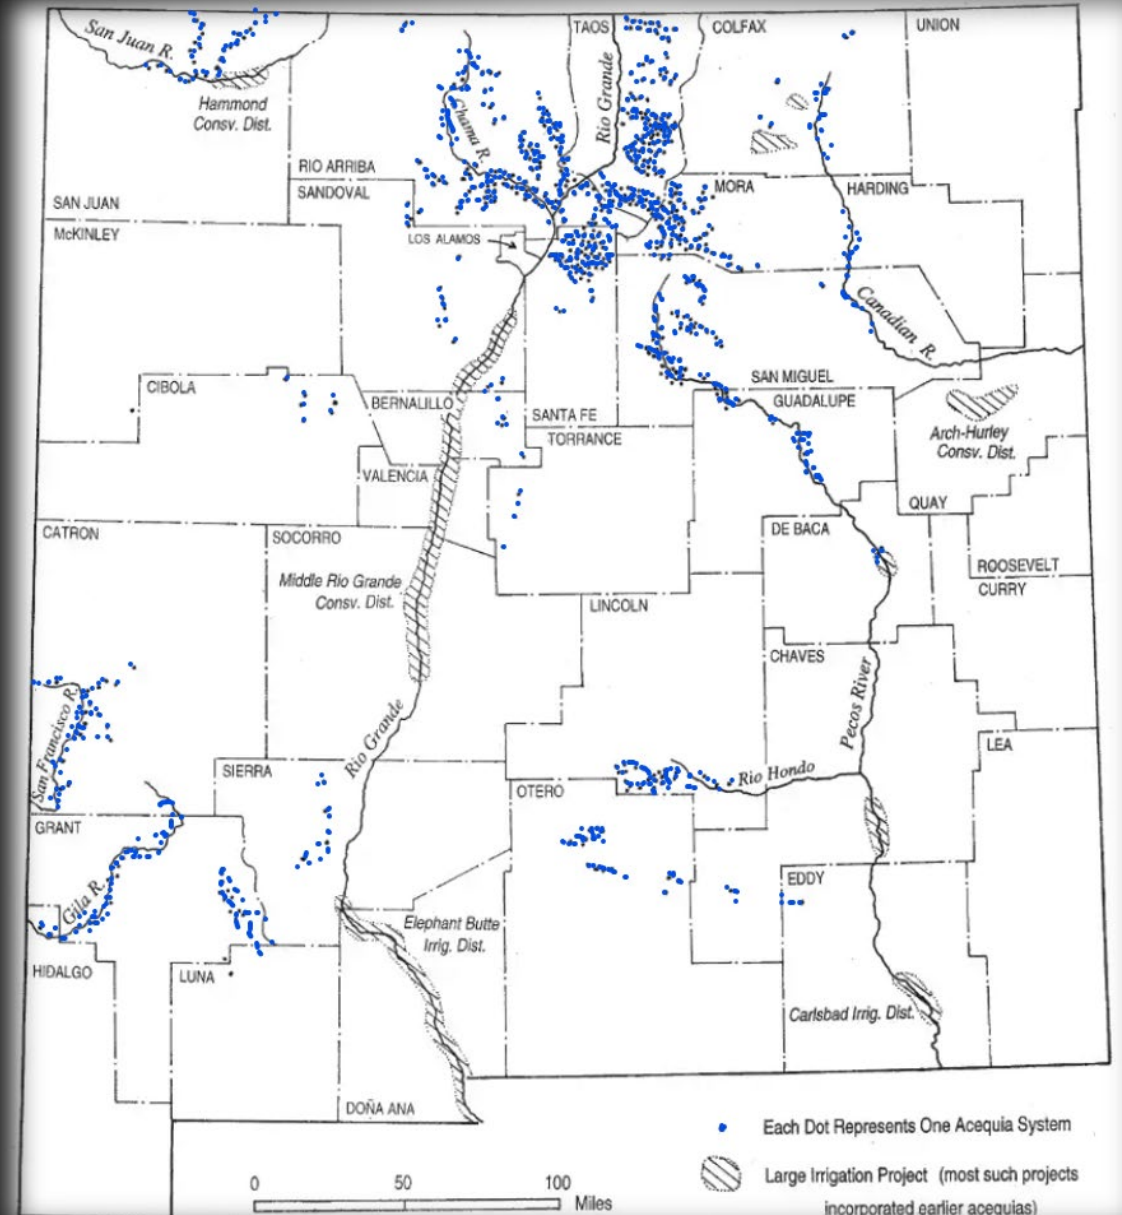 San Juan R.
TAOS
COLFAX
UNION
Rio Grande
Hammond
Consv. Dist.
Chama R.
RIO ARRIBA
SANDOVAL
MORA
HARDING
SAN JUAN
McKINLEY
LOS ALAMOS
Canadian R.
CIBOLA
BERNALILLO
SAN MIGUEL
GUADALUPE
SANTA FE
TORRANCE
Arch-Hurley
Consv. Dist.
VALENCIA
QUAY
CATRON
SOCORRO
DE BACA
Middle Rio Grande
Consv. Dist.
ROOSEVELT
CURRY
LINCOLN
CHAVES
Pecos River
San Francisco R.
Rio Grande
LEA
SIERRA
OTERO
Rio Hondo
GRANT
EDDY
Gila R.
Elephant Butte
Irrig. Dist.
HIDALGO
LUNA
Carlsbad Irrig. Dist.
DOÑA ANA
Each Dot Represents One Acequia System
Large Irrigation Project (most such projects
incorporated earlier acequias)
0 50 100
Miles